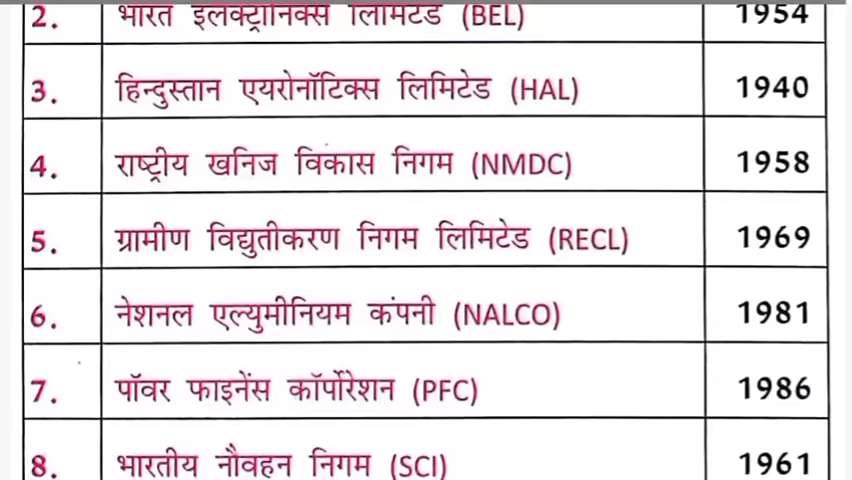 2. भारत इलेक्ट्रानिक्स लिमिटेड (BEL) 1954
3. हिन्दुस्तान एयरोनॉटिक्स लिमिटेड (HAL) 1940
4. राष्ट्रीय खनिज विकास निगम (NMDC) 1958
5. ग्रामीण विद्युतीकरण निगम लिमिटेड (RECL) 1969
6. नेशनल एल्युमीनियम कंपनी (NALCO) 1981
7. पॉवर फाइनेंस कॉर्पोरेशन (PFC) 1986
8. भारतीय नौवहन निगम (SCI) 1961